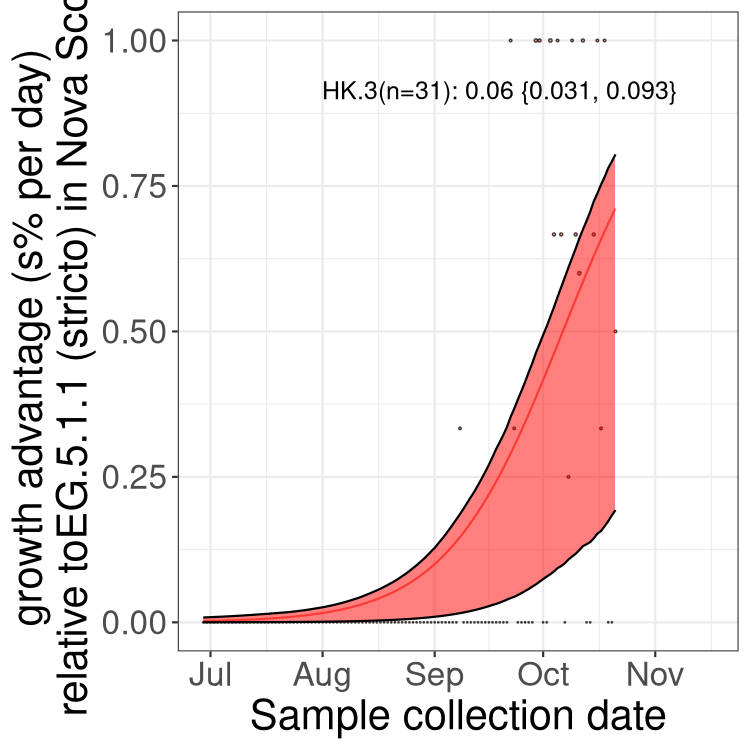 growth advantage (s% per day)
relative toEG.5.1.1 (stricto) in Nova Sco
1.00
0.75
0.50
0.25
0.00
HK.3(n=31): 0.06 {0.031, 0.093}
Jul Aug Sep Oct Nov
Sample collection date